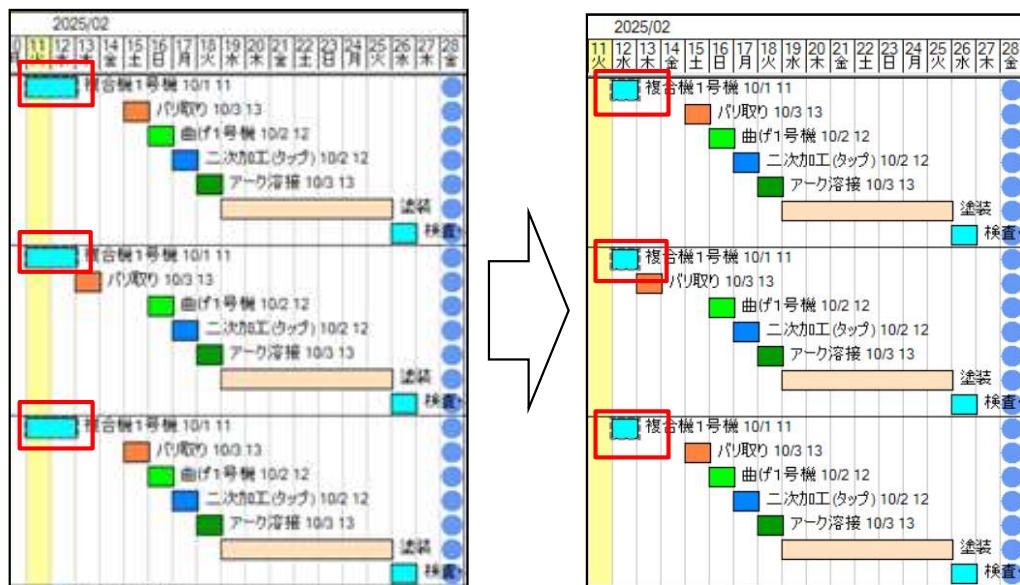 2025/02
11 12 13 14 15 16 17 18 19 20 21 22 23 24 25 26 27 28
火 水 木 金 土 日 月 火 水 木 金 土 日 月 火 水 木 金
複合機1号機 10/1 11
バリ取り 10/3 13
曲げ1号機 10/2 12
二次加工(タップ) 10/2 12
アーク溶接 10/3 13
塗装
検査
複合機1号機 10/1 11
バリ取り 10/3 13
曲げ1号機 10/2 12
二次加工(タップ) 10/2 12
アーク溶接 10/3 13
塗装
検査
複合機1号機 10/1 11
バリ取り 10/3 13
曲げ1号機 10/2 12
二次加工(タップ) 10/2 12
アーク溶接 10/3 13
塗装
検査
2025/02
11 12 13 14 15 16 17 18 19 20 21 22 23 24 25 26 27 28
火 水 木 金 土 日 月 火 水 木 金 土 日 月 火 水 木 金
複合機1号機 10/1 11
バリ取り 10/3 13
曲げ1号機 10/2 12
二次加工(タップ) 10/2 12
アーク溶接 10/3 13
塗装
検査
複合機1号機 10/1 11
バリ取り 10/3 13
曲げ1号機 10/2 12
二次加工(タップ) 10/2 12
アーク溶接 10/3 13
塗装
検査
複合機1号機 10/1 11
バリ取り 10/3 13
曲げ1号機 10/2 12
二次加工(タップ) 10/2 12
アーク溶接 10/3 13
塗装
検査